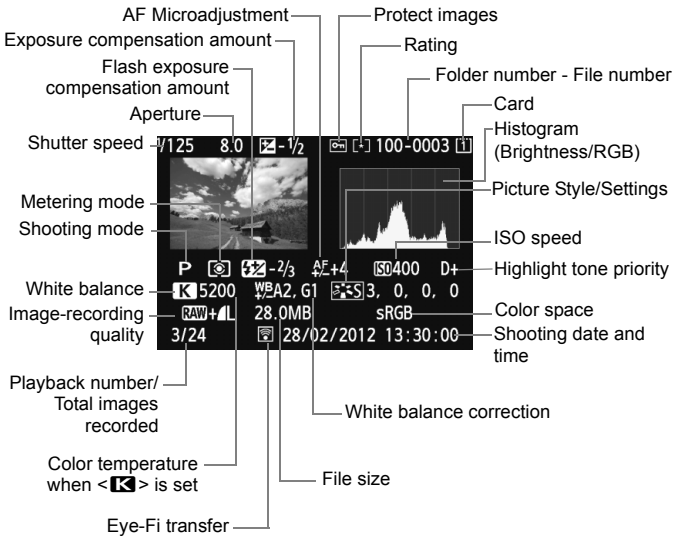 AF Microadjustment
Protect images
Exposure compensation amount
Rating
Flash exposure
compensation amount
Folder number - File number
Aperture
Card
Shutter speed
Histogram
(Brightness/RGB)
/125 8.0 -1/2 100-0003 1
Picture Style/Settings
Metering mode
Shooting mode
ISO speed
P -2/3 AF +4 ISO 400 D+
Highlight tone priority
White balance
K 5200 WB A2, G1 S 3, 0, 0, 0
Image-recording
quality
RAW+L 28.0MB sRGB
Color space
3/24 28/02/2012 13:30:00
Shooting date and
time
Playback number/
Total images
recorded
White balance correction
Color temperature
when <K> is set
File size
Eye-Fi transfer